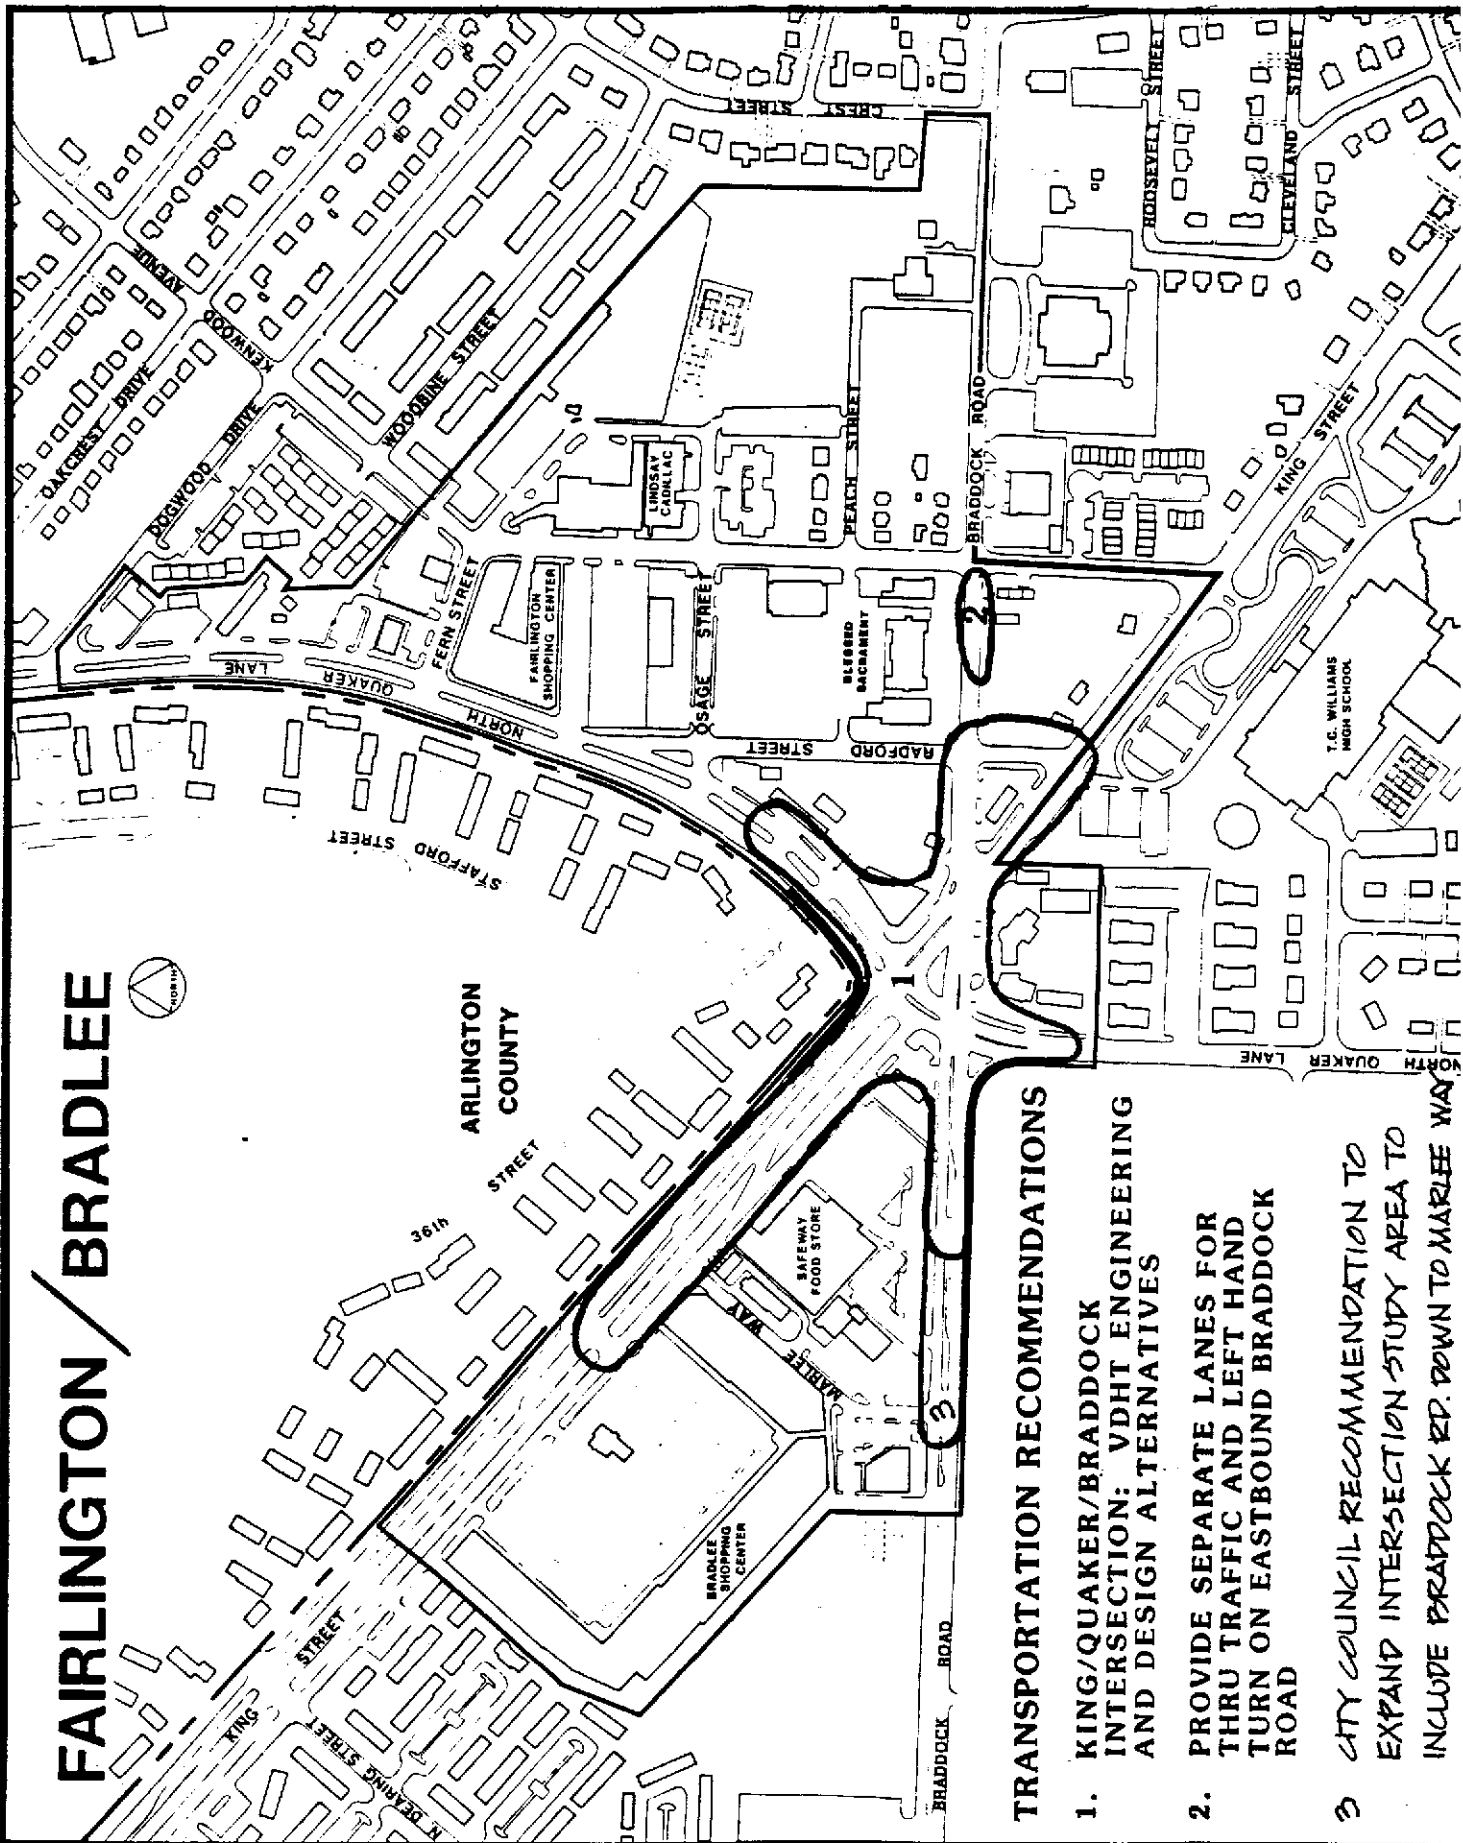 FAIRLINGTON / BRADLEE
NORTH
ARLINGTON
COUNTY
36th
STREET
STAFFORD STREET
KING
STREET
N DEARING STREET
BRADLEE
SHOPPING
CENTER
MARLEE
WAY
SAFEWAY
FOOD STORE
BRADDOCK
ROAD
3
1
2
NORTH
QUAKER
LANE
FERN STREET
FAIRLINGTON
SHOPPING CENTER
OSAGE STREET
RADFORD
STREET
BLESSED
SACRAMENT
LINDSAY
CADILLAC
PEACH STREET
BRADDOCK ROAD
OAKCREST DRIVE
DOGWOOD DRIVE
KENWOOD
AVENUE
WOODBINE STREET
CREST
STREET
ROOSEVELT
STREET
CLEVELAND
STREET
KING STREET
T.C. WILLIAMS
HIGH SCHOOL
NORTH QUAKER LANE
TRANSPORTATION RECOMMENDATIONS
1. KING/QUAKER/BRADDOCK
INTERSECTION: VDHT ENGINEERING
AND DESIGN ALTERNATIVES
2. PROVIDE SEPARATE LANES FOR
THRU TRAFFIC AND LEFT HAND
TURN ON EASTBOUND BRADDOCK
ROAD
3 CITY COUNCIL RECOMMENDATION TO
EXPAND INTERSECTION STUDY AREA TO
INCLUDE BRADDOCK RD. DOWN TO MARLEE WAY